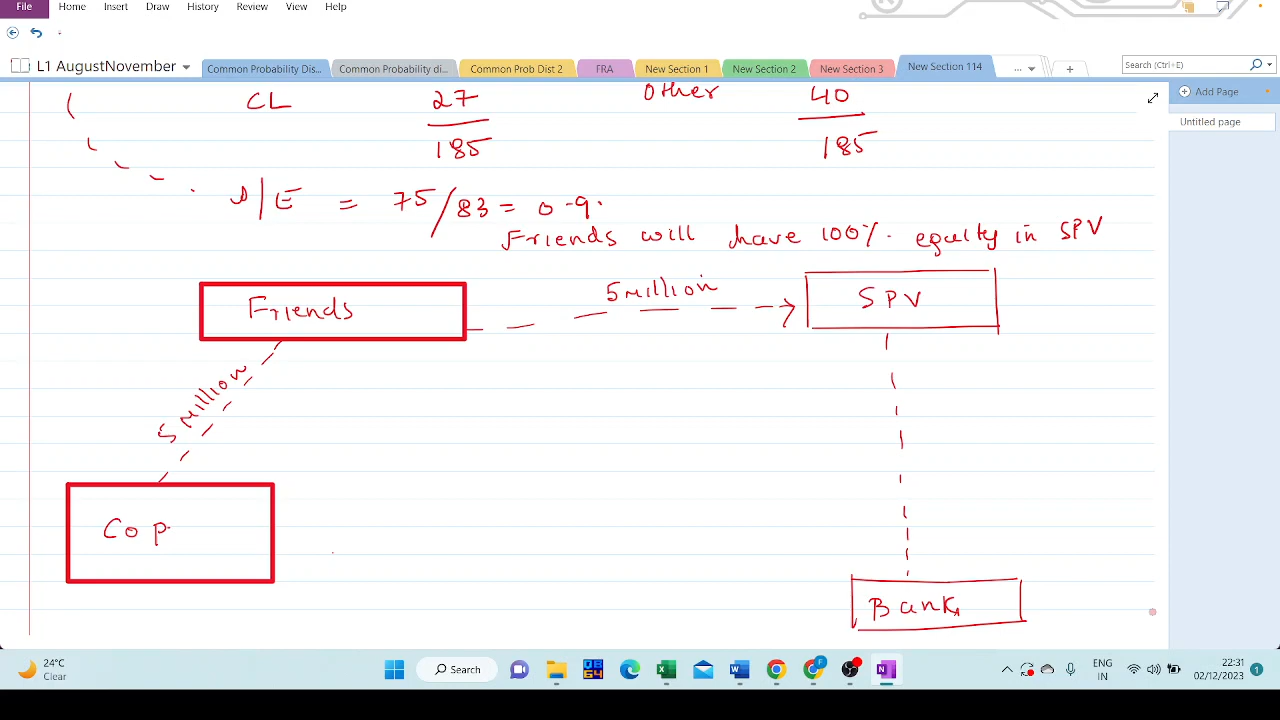 File Home Insert Draw History Review View Help
L1 AugustNovember Common Probability Dis... Common Probability di... Common Prob Dist 2 FRA New Section 1 New Section 2 New Section 3 New Section 114 ... Search (Ctrl+E)
Add Page
Untitled page
CL 27 Other 40
185 185
D/E = 75/83 = 0.9.
Friends will have 100%. equity in SPV
Friends 5 million SPV
5 million
Co p
Bank
24°C
Clear
Search
ENG
IN
22:31
02/12/2023